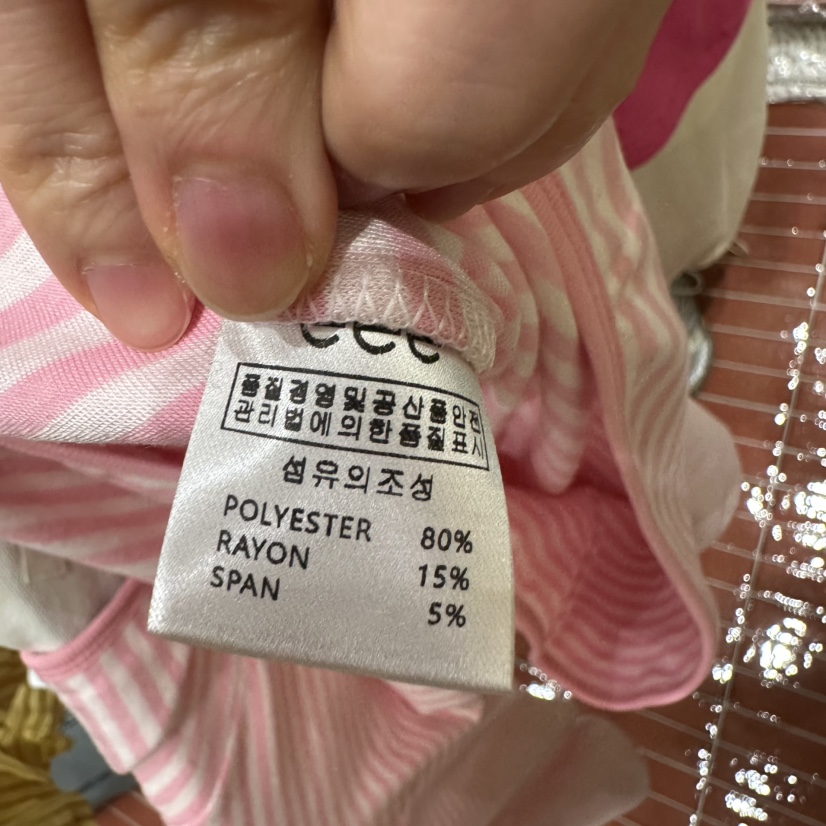 품질경영및공산품안전
관리법에의한품질표시
섬유의조성
POLYESTER 80%
RAYON 15%
SPAN 5%